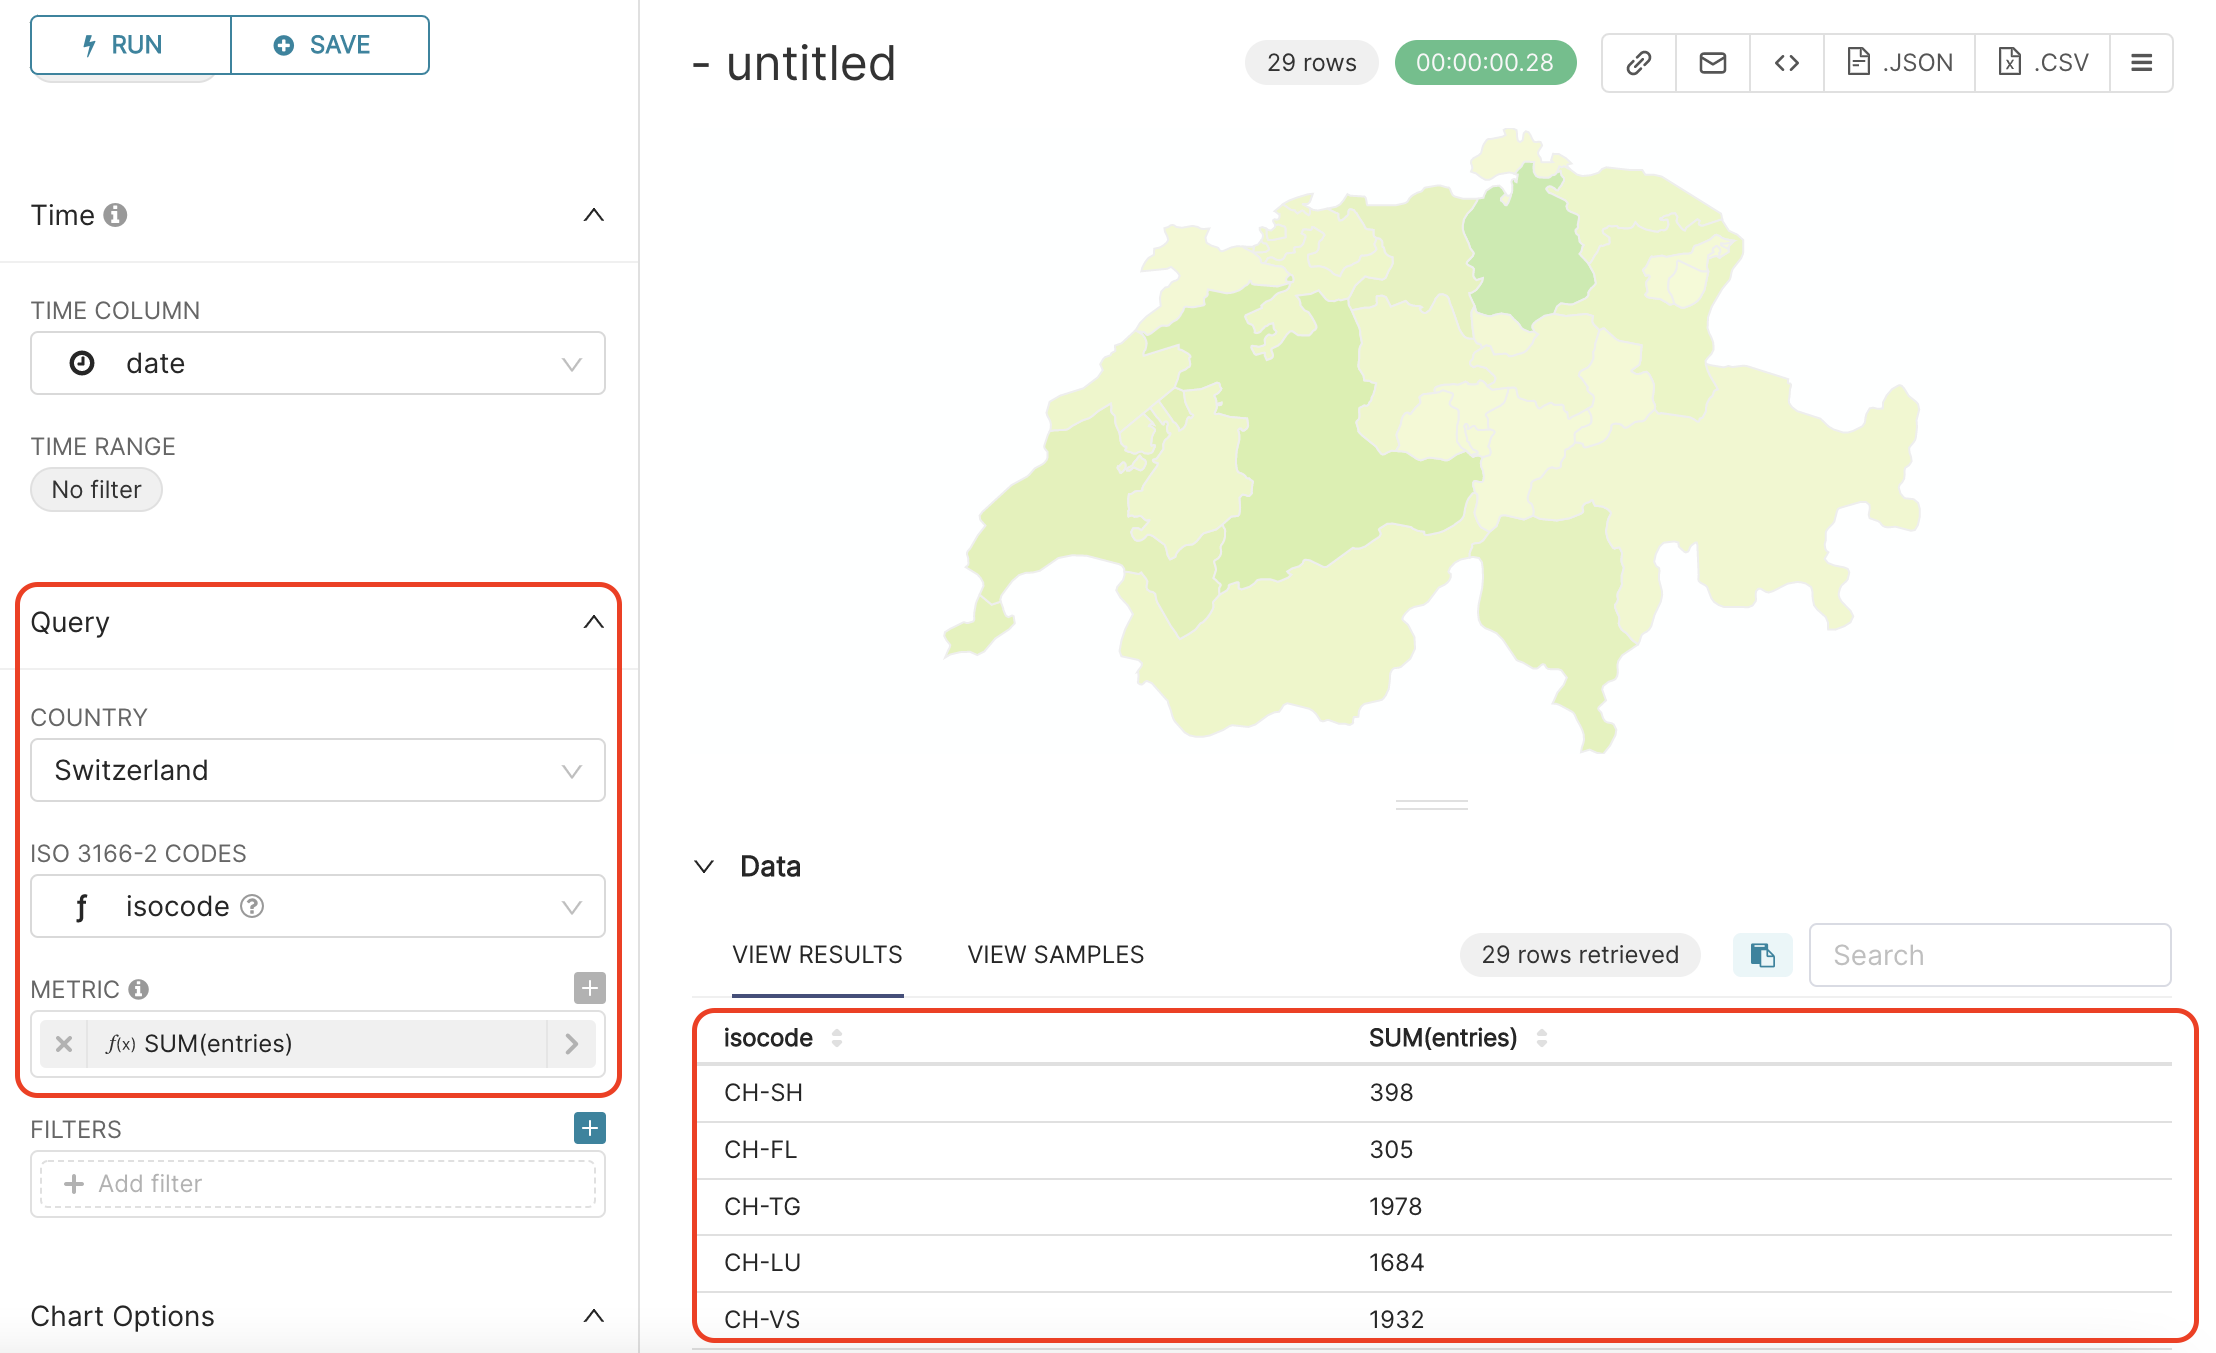 RUN
SAVE
Time
TIME COLUMN
date
TIME RANGE
No filter
Query
COUNTRY
Switzerland
ISO 3166-2 CODES
ƒ isocode
METRIC
ƒ(x) SUM(entries)
FILTERS
+ Add filter
Chart Options
- untitled
29 rows
00:00:00.28
.JSON
.CSV
Data
VIEW RESULTS
VIEW SAMPLES
29 rows retrieved
Search
isocode SUM(entries)
CH-SH 398
CH-FL 305
CH-TG 1978
CH-LU 1684
CH-VS 1932